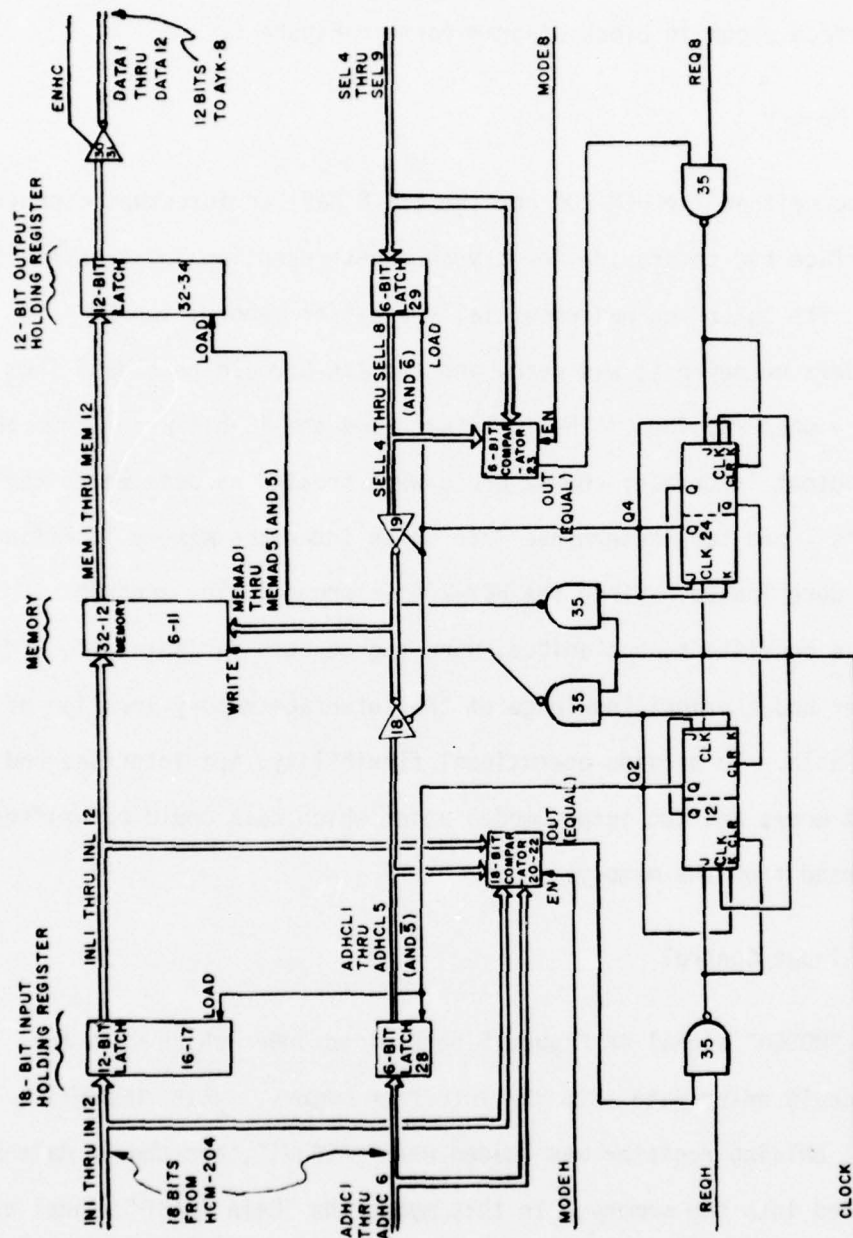 18-BIT INPUT
HOLDING REGISTER
MEMORY
12-BIT OUTPUT
HOLDING REGISTER
IN1 THRU IN 12
12-BIT
LATCH
16-17
LOAD
INL1 THRU INL 12
32-12
MEMORY
6-11
WRITE
MEM 1 THRU MEM 12
12-BIT
LATCH
32-34
LOAD
30
31
ENHC
DATA 1
THRU
DATA 12
12 BITS
TO AYK-8
18 BITS
FROM
HCM-204
MEMAD1
THRU
MEMAD5 (AND 5)
ADHC1
THRU
ADHC 6
6-BIT
LATCH
28
ADHCL1
THRU
ADHCL5
(AND 5)
18
19
SELL 4 THRU SELL 8
(AND 6)
6-BIT
LATCH
29
LOAD
SEL 4
THRU
SEL 9
18-BIT
COMPAR
-ATOR
20-22
EN
OUT
(EQUAL)
6-BIT
COMPAR
-ATOR
23
EN
OUT
(EQUAL)
MODEH
MODE 8
35
35
Q2
Q4
REQH
35
J
CLK
K
CLR
Q
12
Q
J
CLK
K
CLR
J
CLK
K
Q
24
Q
Q
J
CLK
K
CLR
35
REQ8
CLOCK